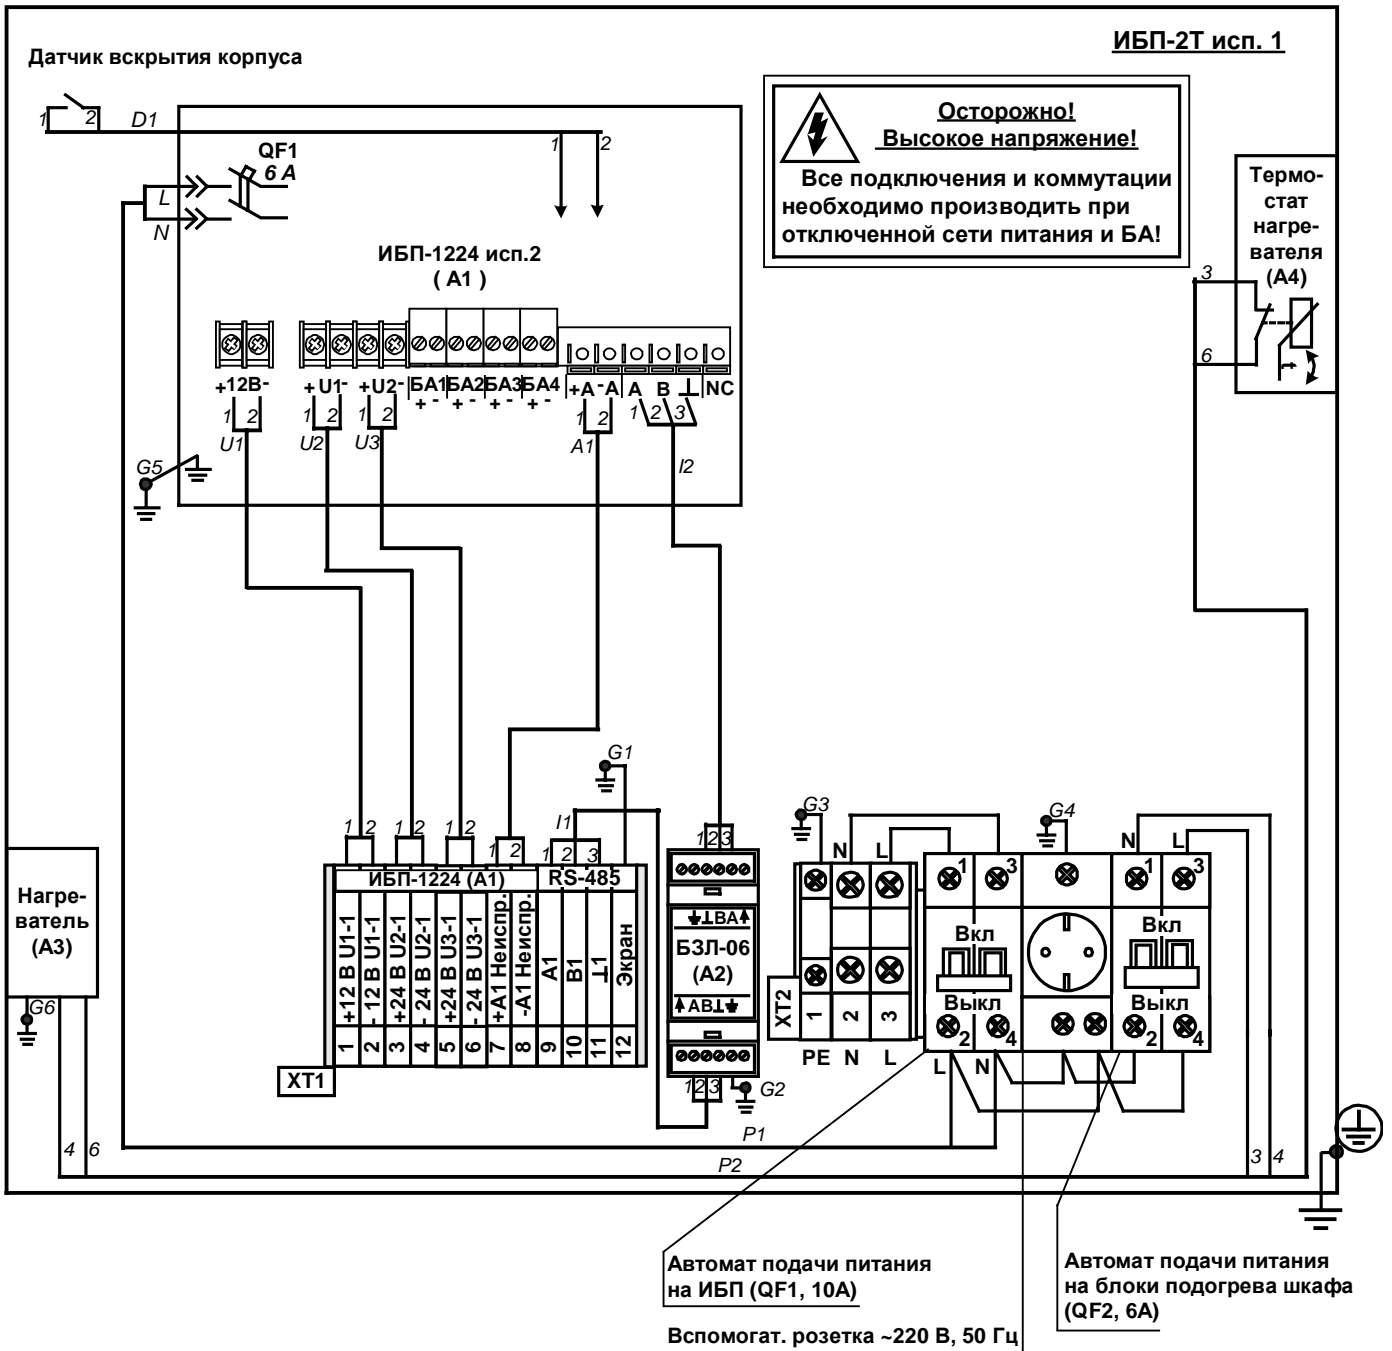 ИБП-2Т исп. 1
Датчик вскрытия корпуса
1 2 D1
1 2
QF1
6 А
L
N
Осторожно!
Высокое напряжение!
Все подключения и коммутации
необходимо производить при
отключенной сети питания и БА!
Термо-
стат
нагре-
вателя
(А4)
3
6
t
ИБП-1224 исп.2
( А1 )
+12В- + U1- +U2- БА1 БА2 БА3 БА4 +А -А А В ⊥ NC
+ - + - + - + -
1 2 1 2 1 2 1 2 1 2 3
U1 U2 U3 A1 I2
G5
G1
1 2 1 2 1 2 1 2 I1 1 2 3
ИБП-1224 (А1) RS-485
+12 В U1-1
- 12 В U1-1
+24 В U2-1
- 24 В U2-1
+24 В U3-1
- 24 В U3-1
+А1 Неиспр.
-А1 Неиспр.
А1
В1
⊥1
Экран
1 2 3 4 5 6 7 8 9 10 11 12
XT1
123
⊥ВА
БЗЛ-06
(А2)
АВ⊥
123
G2
G3
N L
XT2
1 2 3
PE N L
G4
N L
1 3 1 3
Вкл Вкл
Выкл Выкл
2 4 2 4
L N
Нагре-
ватель
(А3)
G6
4 6
P1
P2
3 4
Автомат подачи питания
на ИБП (QF1, 10А)
Автомат подачи питания
на блоки подогрева шкафа
(QF2, 6А)
Вспомогат. розетка ~220 В, 50 Гц